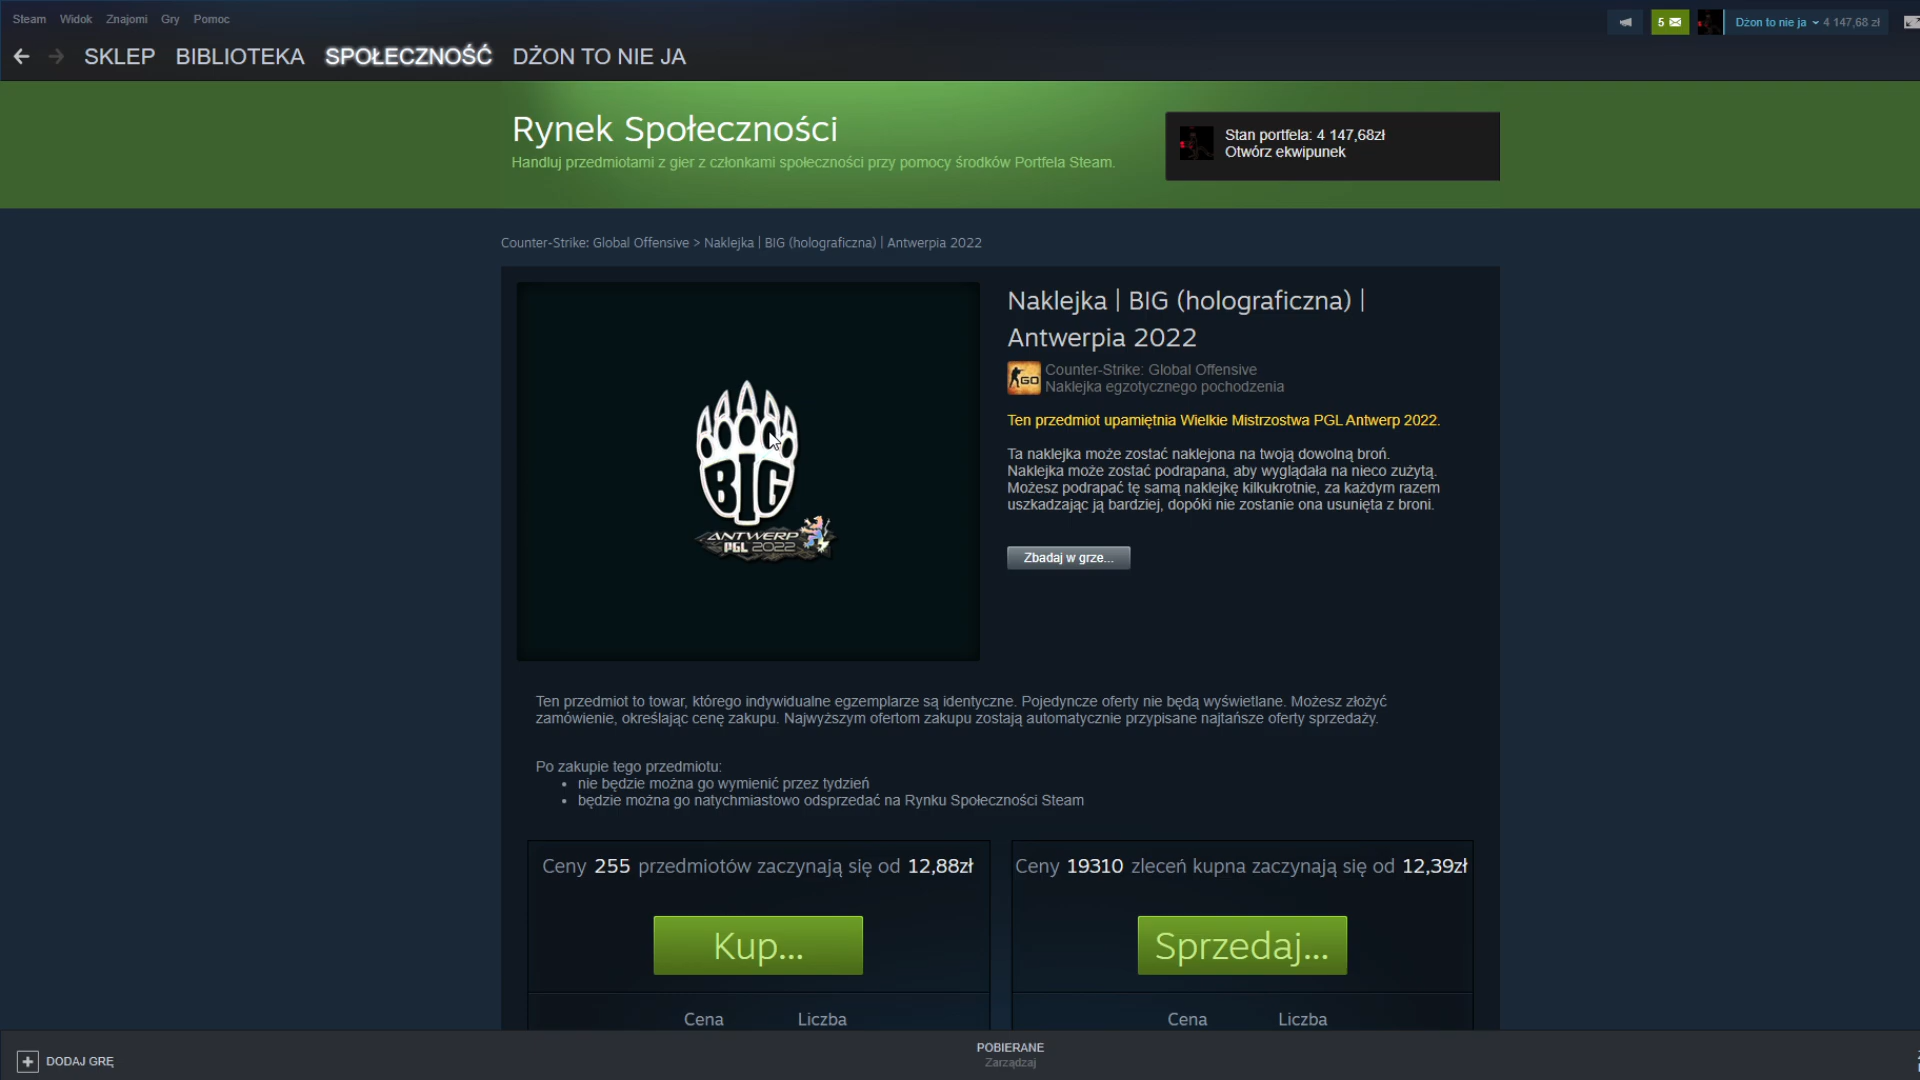 Steam Widok Znajomi Gry Pomoc
5
Dżon to nie ja 4 147,68 zł
SKLEP BIBLIOTEKA SPOŁECZNOŚĆ DŻON TO NIE JA
Rynek Społeczności
Handluj przedmiotami z gier z członkami społeczności przy pomocy środków Portfela Steam.
Stan portfela: 4 147,68zł
Otwórz ekwipunek
Counter-Strike: Global Offensive > Naklejka | BIG (holograficzna) | Antwerpia 2022
BIG
ANTWERP
PGL 2022
Naklejka | BIG (holograficzna) |
Antwerpia 2022
GO
Counter-Strike: Global Offensive
Naklejka egzotycznego pochodzenia
Ten przedmiot upamiętnia Wielkie Mistrzostwa PGL Antwerp 2022.
Ta naklejka może zostać naklejona na twoją dowolną broń.
Naklejka może zostać podrapana, aby wyglądała na nieco zużytą.
Możesz podrapać tę samą naklejkę kilkukrotnie, za każdym razem
uszkadzając ją bardziej, dopóki nie zostanie ona usunięta z broni.
Zbadaj w grze...
Ten przedmiot to towar, którego indywidualne egzemplarze są identyczne. Pojedyncze oferty nie będą wyświetlane. Możesz złożyć
zamówienie, określając cenę zakupu. Najwyższym ofertom zakupu zostają automatycznie przypisane najtańsze oferty sprzedaży.
Po zakupie tego przedmiotu:
• nie będzie można go wymienić przez tydzień
• będzie można go natychmiastowo odsprzedać na Rynku Społeczności Steam
Ceny 255 przedmiotów zaczynają się od 12,88zł
Kup...
Cena Liczba
Ceny 19310 zleceń kupna zaczynają się od 12,39zł
Sprzedaj...
Cena Liczba
DODAJ GRĘ
POBIERANE
Zarządzaj